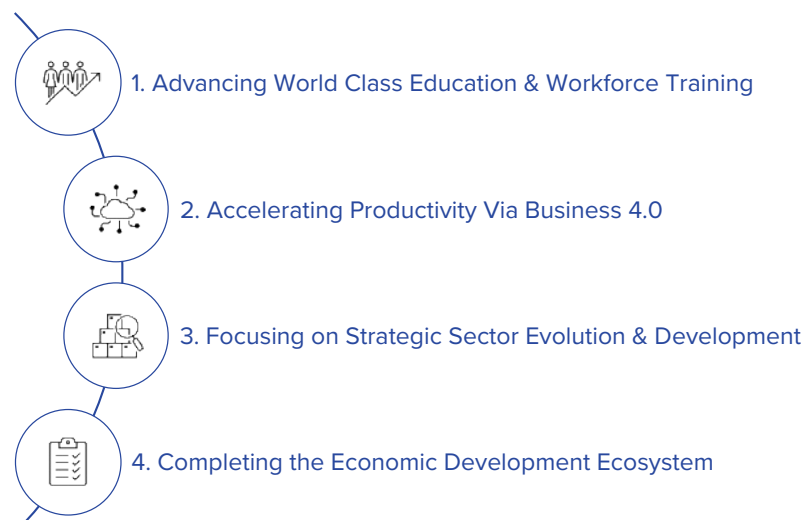 1. Advancing World Class Education & Workforce Training
2. Accelerating Productivity Via Business 4.0
3. Focusing on Strategic Sector Evolution & Development
4. Completing the Economic Development Ecosystem